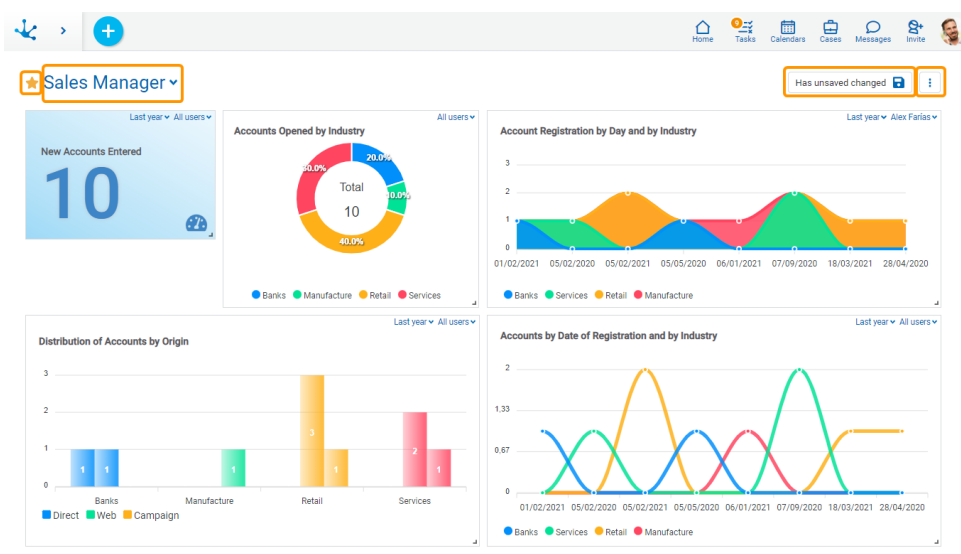 9
Home Tasks Calendars Cases Messages Invite
Sales Manager
Has unsaved changed
Last year All users
New Accounts Entered
10
All users
Accounts Opened by Industry
20.0%
10.0%
40.0%
30.0%
Total
10
Banks Manufacture Retail Services
Last year Alex Farías
Account Registration by Day and by Industry
3
2
1
0
01/02/2021 05/02/2020 05/02/2021 05/05/2020 06/01/2021 07/09/2020 18/03/2021 28/04/2020
Banks Services Retail Manufacture
Last year All users
Distribution of Accounts by Origin
3
2
1
0
1 1 1 3 1 2 1
Banks Manufacture Retail Services
Direct Web Campaign
Last year All users
Accounts by Date of Registration and by Industry
2
1,33
0,67
0
01/02/2021 05/02/2020 05/02/2021 05/05/2020 06/01/2021 07/09/2020 18/03/2021 28/04/2020
Banks Services Retail Manufacture